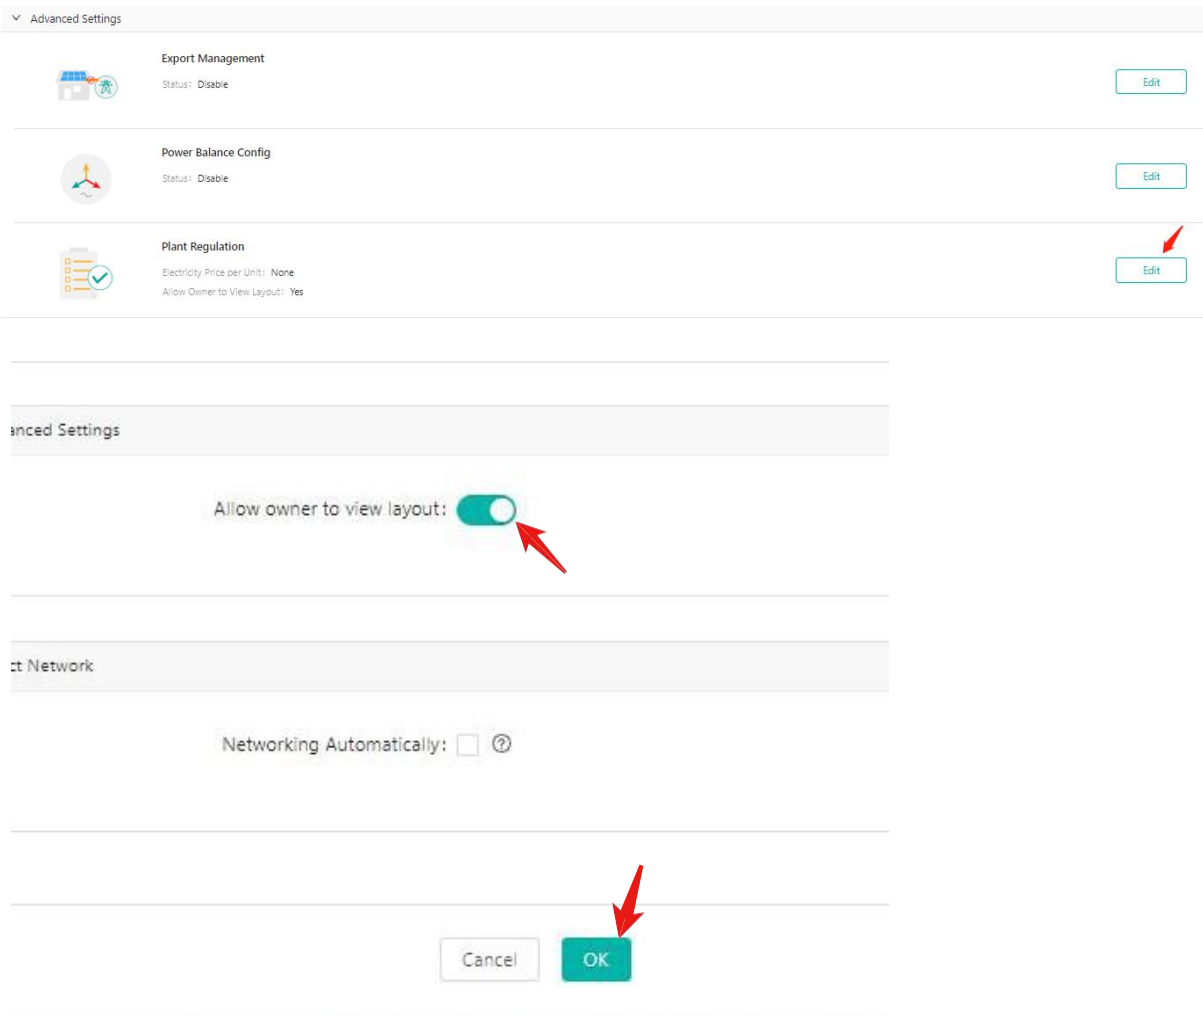 Advanced Settings
Export Management
Status: Disable
Edit
Power Balance Config
Status: Disable
Edit
Plant Regulation
Electricity Price per Unit: None
Allow Owner to View Layout: Yes
Edit
anced Settings
Allow owner to view layout:
ct Network
Networking Automatically: ?
Cancel OK